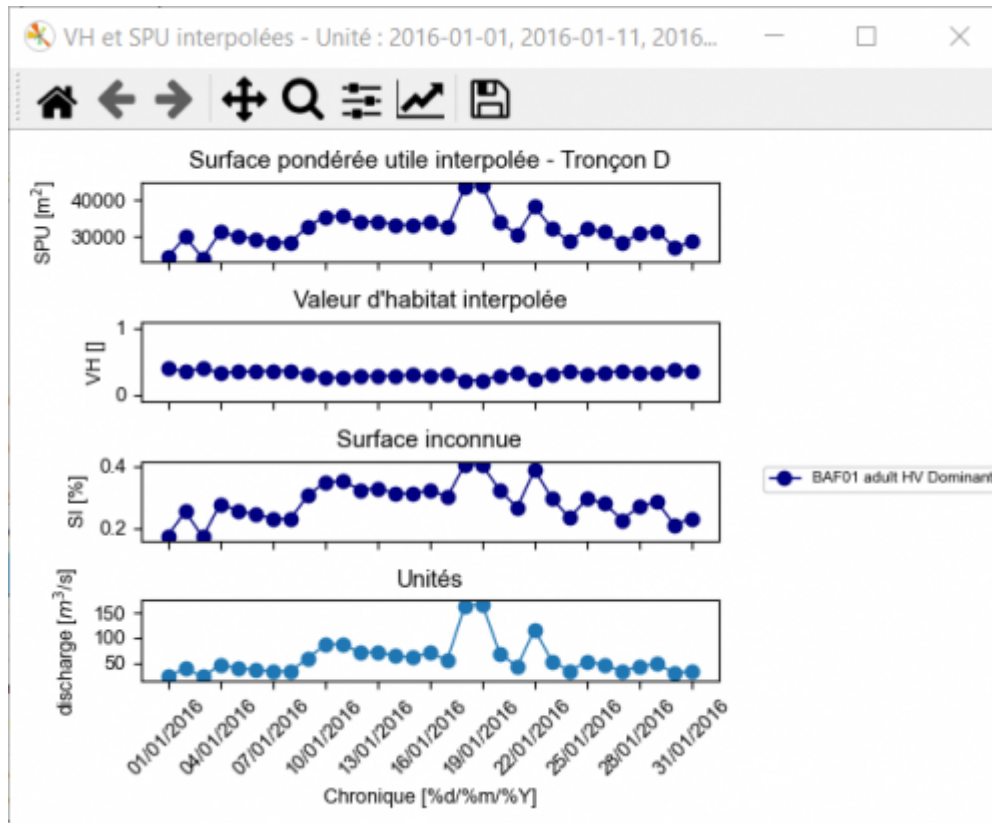 VH et SPU interpolées - Unité : 2016-01-01, 2016-01-11, 2016...
Surface pondérée utile interpolée - Tronçon D
SPU [m²]
40000
30000
Valeur d'habitat interpolée
VH []
1
0
Surface inconnue
SI [%]
0.4
0.2
BAF01 adult HV Dominant
Unités
discharge [m³/s]
150
100
50
01/01/2016
04/01/2016
07/01/2016
10/01/2016
13/01/2016
16/01/2016
19/01/2016
22/01/2016
25/01/2016
28/01/2016
31/01/2016
Chronique [%d/%m/%Y]